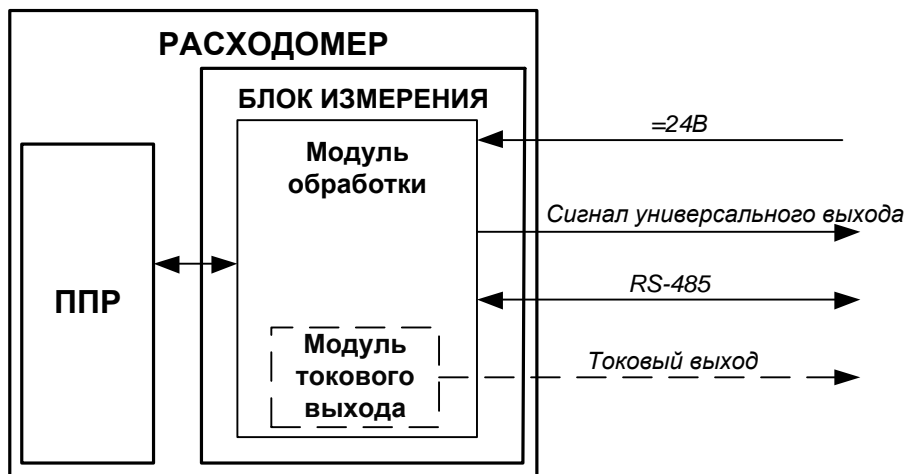 РАСХОДОМЕР
БЛОК ИЗМЕРЕНИЯ
Модуль
обработки
ППР
Модуль
токового
выхода
=24В
Сигнал универсального выхода
RS-485
Токовый выход